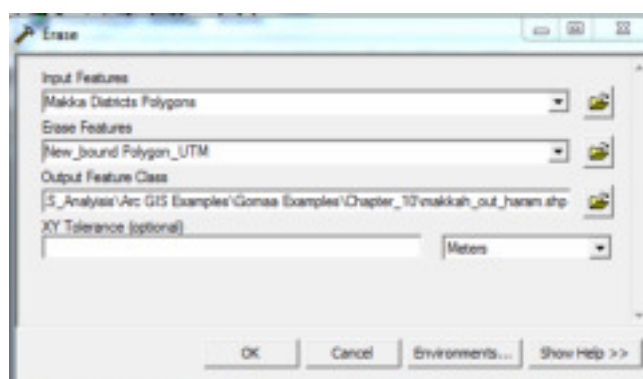 Erase
Input Features
Makka Districts Polygons
Erase Features
New_bound Polygon_UTM
Output Feature Class
S_Analysis\Arc GIS Examples\Gomaa Examples\Chapter_10\makkah_out_haram.shp
XY Tolerance (optional)
Meters
OK
Cancel
Environments...
Show Help >>